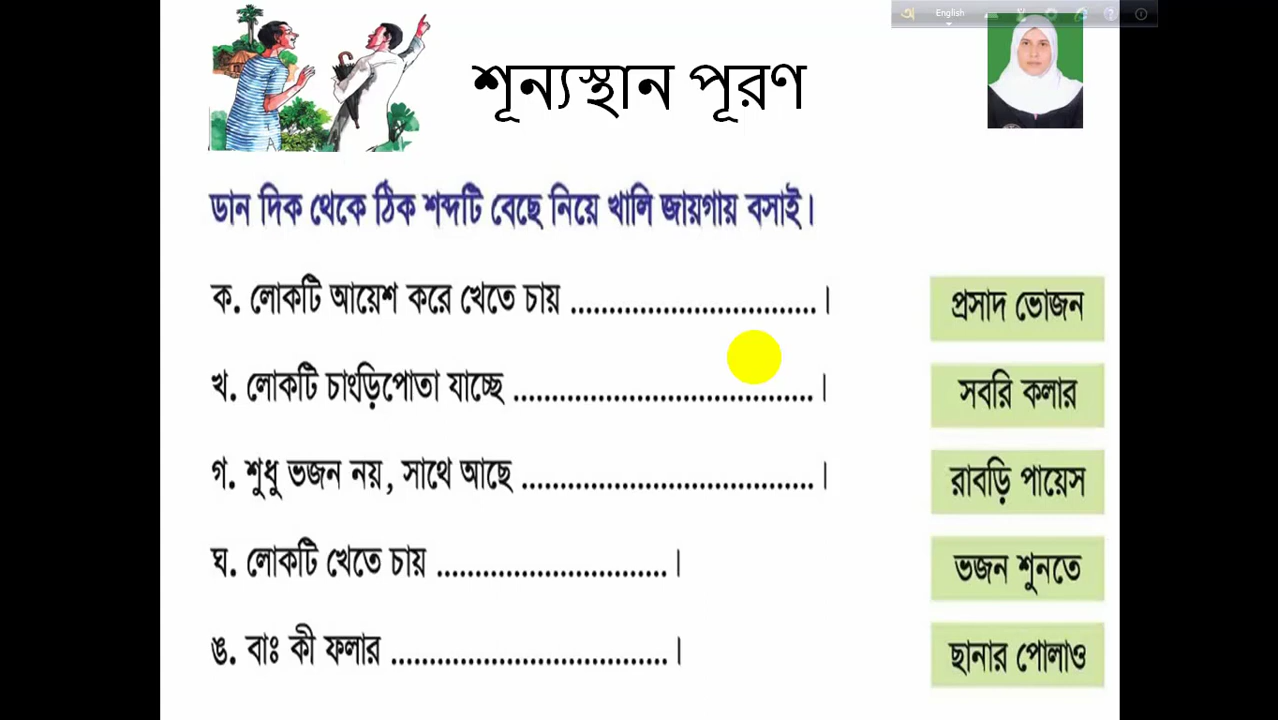 English
শূন্যস্থান পূরণ
ডান দিক থেকে ঠিক শব্দটি বেছে নিয়ে খালি জায়গায় বসাই।
ক. লোকটি আয়েশ করে খেতে চায় ................................।
প্রসাদ ভোজন
খ. লোকটি চাংড়িপোতা যাচ্ছে .......................................।
সবরি কলার
গ. শুধু ভজন নয়, সাথে আছে ......................................।
রাবড়ি পায়েস
ঘ. লোকটি খেতে চায় ..............................।
ভজন শুনতে
ঙ. বাঃ কী ফলার ....................................।
ছানার পোলাও